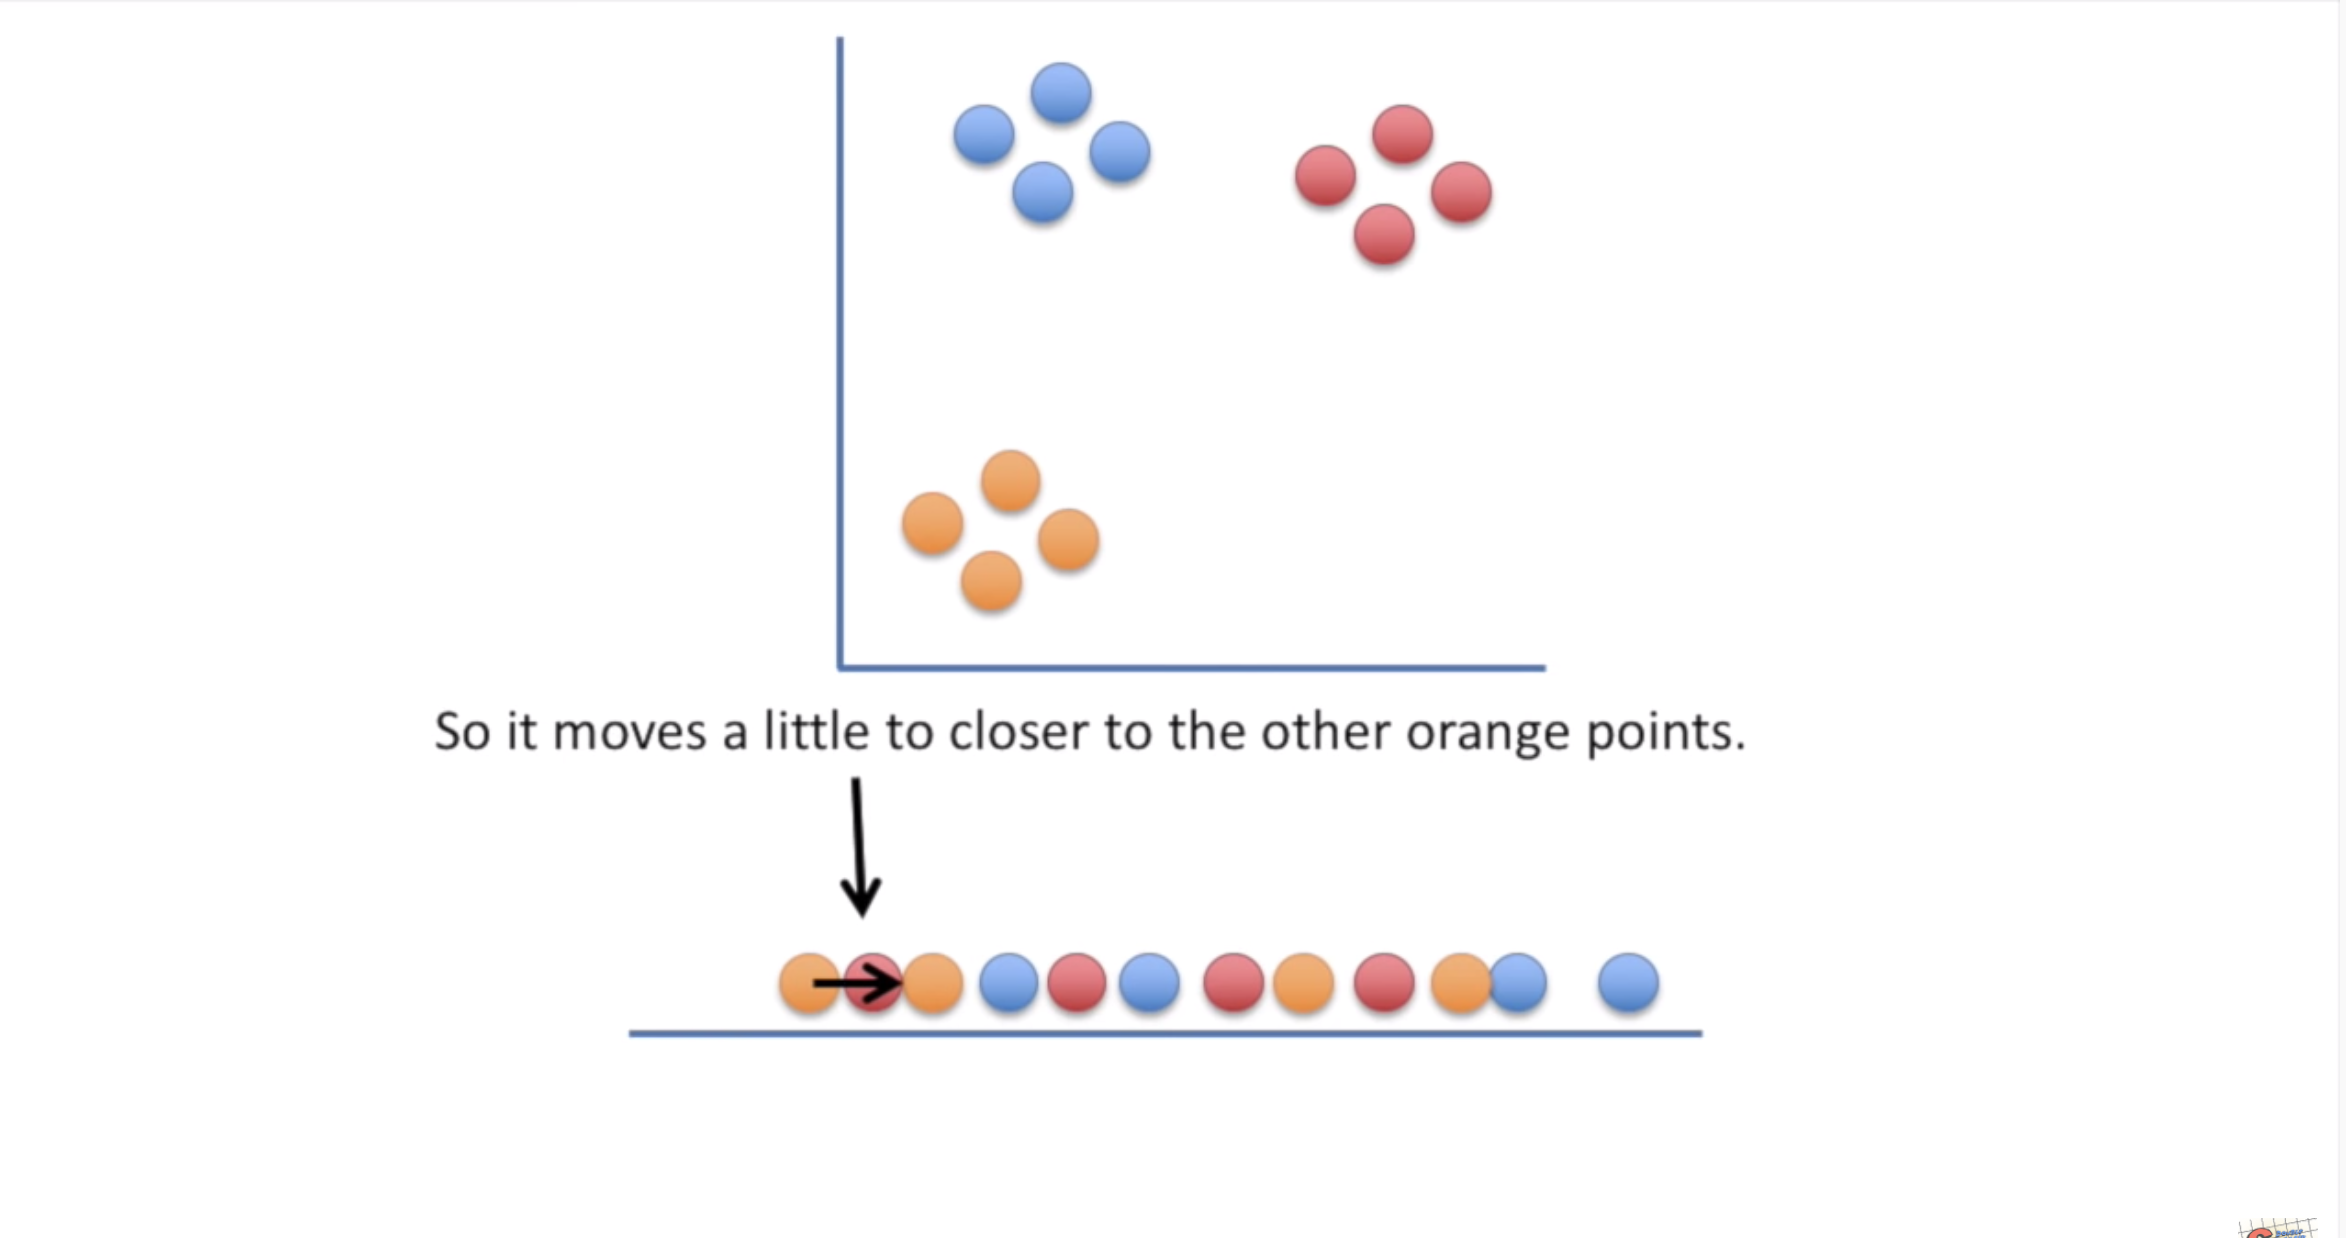 So it moves a little to closer to the other orange points.